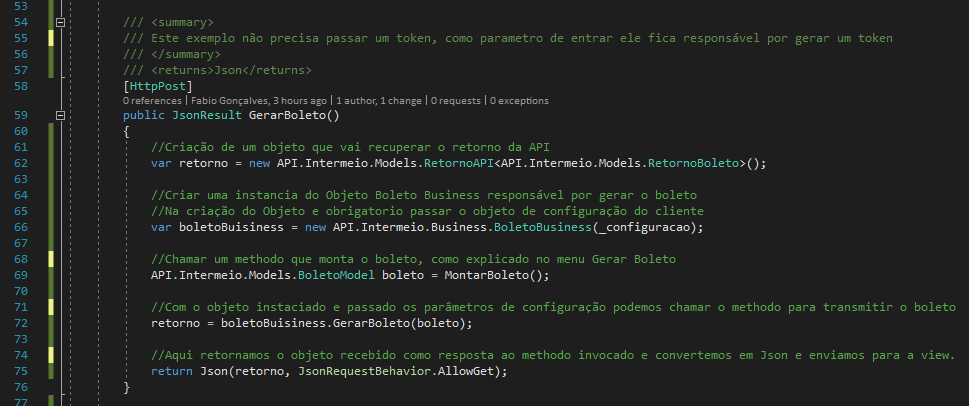 53
54 /// <summary>
55 /// Este exemplo não precisa passar um token, como parametro de entrar ele fica responsável por gerar um token
56 /// </summary>
57 /// <returns>Json</returns>
58 [HttpPost]
0 references | Fabio Gonçalves, 3 hours ago | 1 author, 1 change | 0 requests | 0 exceptions
59 public JsonResult GerarBoleto()
60 {
61 //Criação de um objeto que vai recuperar o retorno da API
62 var retorno = new API.Intermeio.Models.RetornoAPI<API.Intermeio.Models.RetornoBoleto>();
63
64 //Criar uma instancia do Objeto Boleto Business responsável por gerar o boleto
65 //Na criação do Objeto e obrigatorio passar o objeto de configuração do cliente
66 var boletoBuisiness = new API.Intermeio.Business.BoletoBusiness(_configuracao);
67
68 //Chamar um methodo que monta o boleto, como explicado no menu Gerar Boleto
69 API.Intermeio.Models.BoletoModel boleto = MontarBoleto();
70
71 //Com o objeto instaciado e passado os parâmetros de configuração podemos chamar o methodo para transmitir o boleto
72 retorno = boletoBuisiness.GerarBoleto(boleto);
73
74 //Aqui retornamos o objeto recebido como resposta ao methodo invocado e convertemos em Json e enviamos para a view.
75 return Json(retorno, JsonRequestBehavior.AllowGet);
76 }
77